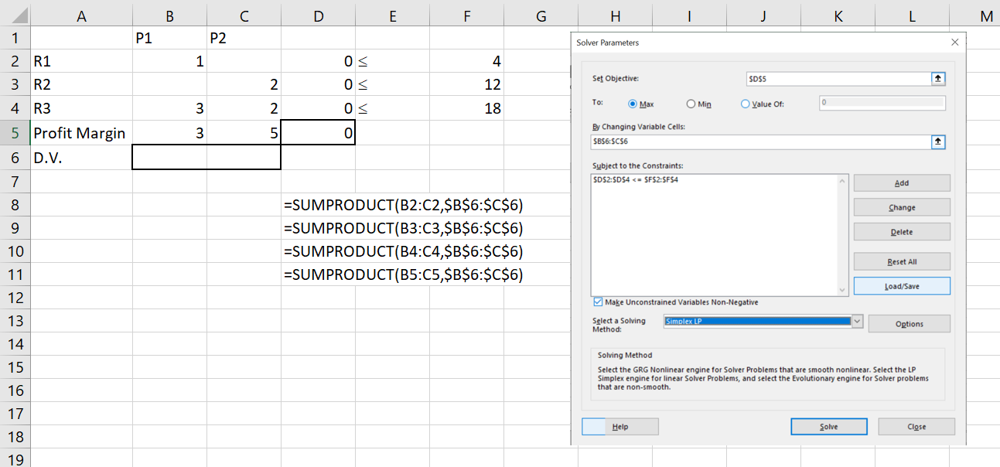 A B C D E F G H I J K L M
1 P1 P2
2 R1 1 0 ≤ 4
3 R2 2 0 ≤ 12
4 R3 3 2 0 ≤ 18
5 Profit Margin 3 5 0
6 D.V.
7
8 =SUMPRODUCT(B2:C2,$B$6:$C$6)
9 =SUMPRODUCT(B3:C3,$B$6:$C$6)
10 =SUMPRODUCT(B4:C4,$B$6:$C$6)
11 =SUMPRODUCT(B5:C5,$B$6:$C$6)
12
13
14
15
16
17
18
19
Solver Parameters
Set Objective: $D$5
To: Max Min Value Of: 0
By Changing Variable Cells:
$B$6:$C$6
Subject to the Constraints:
$D$2:$D$4 <= $F$2:$F$4
Add
Change
Delete
Reset All
Load/Save
Make Unconstrained Variables Non-Negative
Select a Solving
Method:
Simplex LP
Options
Solving Method
Select the GRG Nonlinear engine for Solver Problems that are smooth nonlinear. Select the LP
Simplex engine for linear Solver Problems, and select the Evolutionary engine for Solver problems
that are non-smooth.
Help Solve Close